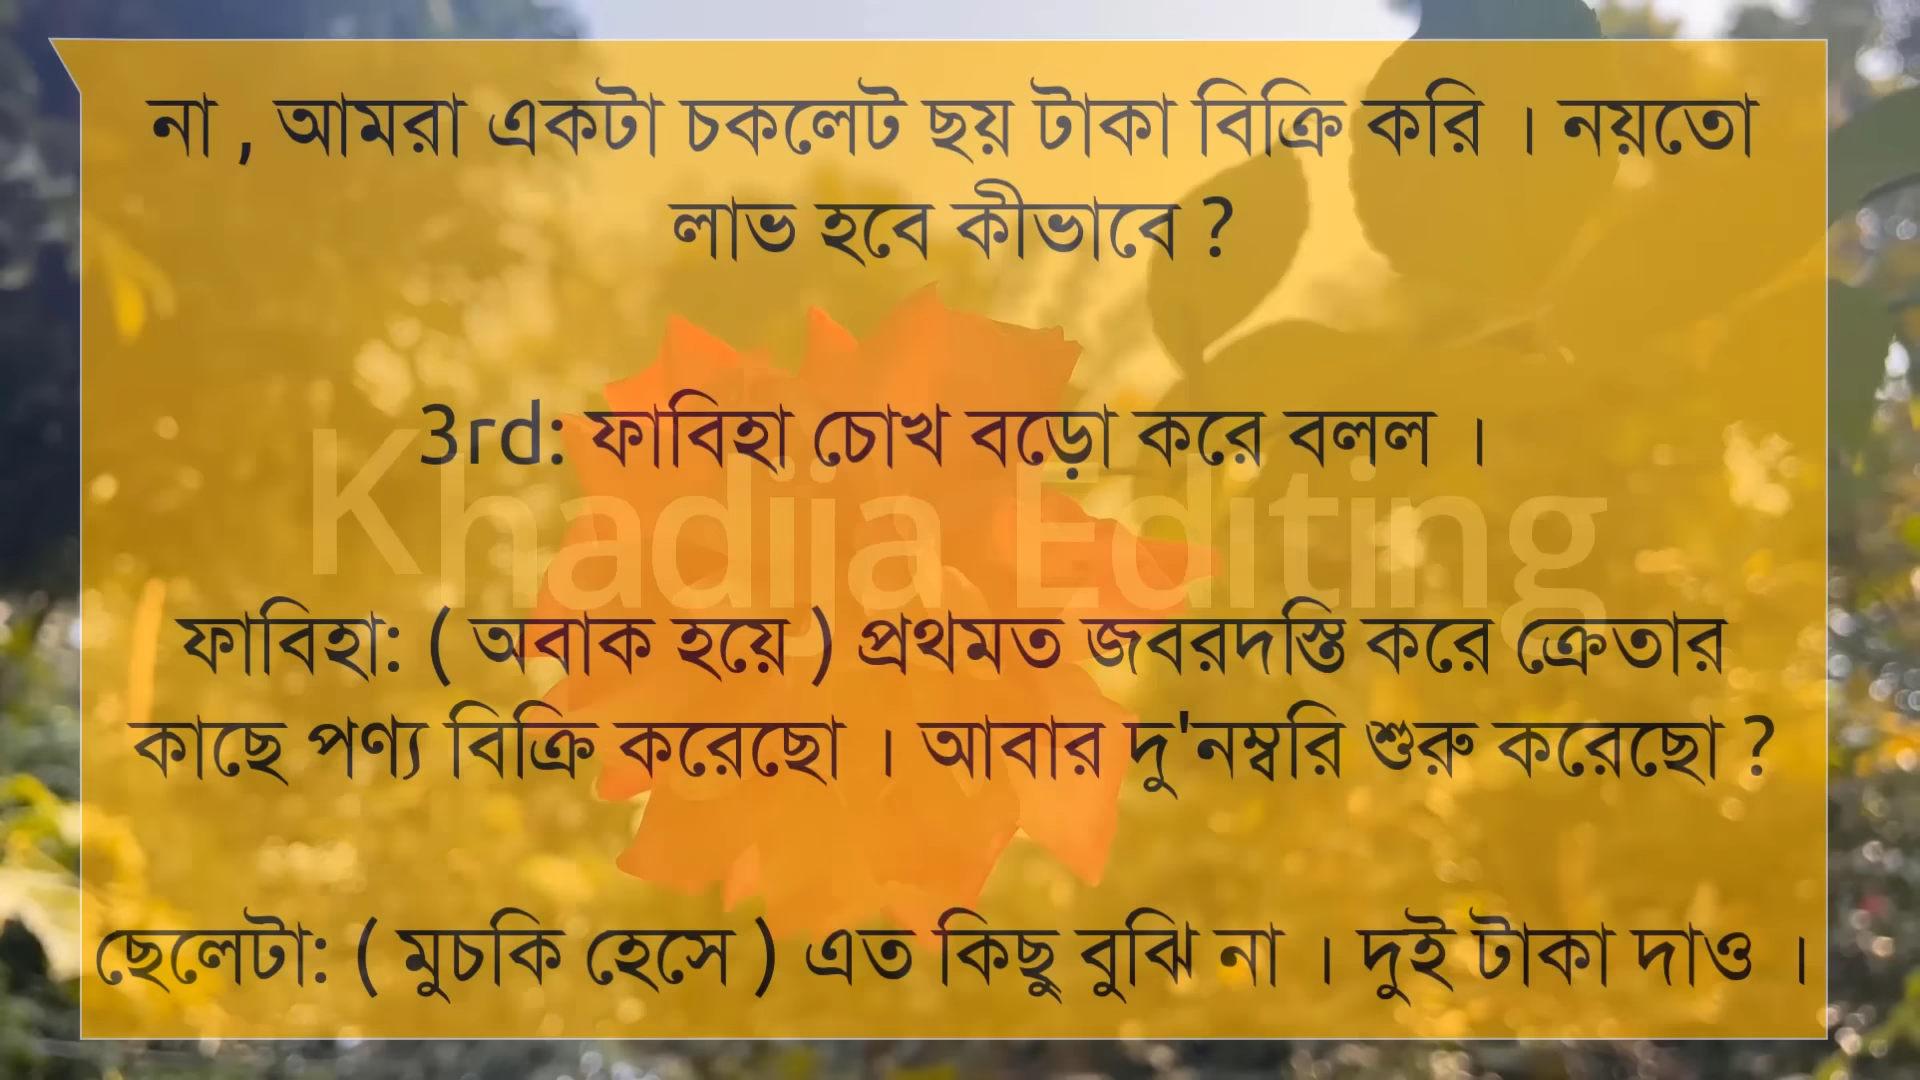 না , আমরা একটা চকলেট ছয় টাকা বিক্রি করি । নয়তো
লাভ হবে কীভাবে ?
3rd: ফাবিহা চোখ বড়ো করে বলল ।
Khadija Editing
ফাবিহা: ( অবাক হয়ে ) প্রথমত জবরদস্তি করে ক্রেতার
কাছে পণ্য বিক্রি করেছো । আবার দু'নম্বরি শুরু করেছো ?
ছেলেটা: ( মুচকি হেসে ) এত কিছু বুঝি না । দুই টাকা দাও ।